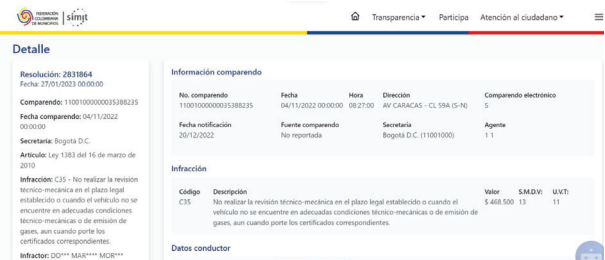 FEDERACIÓN
COLOMBIANA
DE MUNICIPIOS
simit
Transparencia
Participa
Atención al ciudadano
Detalle
Resolución: 2831864
Fecha: 27/01/2023 00:00:00
Comparendo: 11001000000035388235
Fecha comparendo: 04/11/2022
00:00:00
Secretaría: Bogotá D.C.
Artículo: Ley 1383 del 16 de marzo de
2010
Infracción: C35 - No realizar la revisión
técnico-mecánica en el plazo legal
establecido o cuando el vehículo no se
encuentre en adecuadas condiciones
técnico-mecánicas o de emisión de
gases, aun cuando porte los
certificados correspondientes.
Infractor: DO*** MAR**** MOR***
Información comparendo
No. comparendo Fecha Hora Dirección Comparendo electrónico
11001000000035388235 04/11/2022 00:00:00 08:27:00 AV CARACAS - CL 59A (S-N) S
Fecha notificación Fuente comparendo Secretaría Agente
20/12/2022 No reportada Bogotá D.C. (11001000) 1 1
Infracción
Código Descripción Valor S.M.D.V: U.V.T:
C35 No realizar la revisión técnico-mecánica en el plazo legal establecido o cuando el $ 468.500 13 11
vehículo no se encuentre en adecuadas condiciones técnico-mecánicas o de emisión de
gases, aun cuando porte los certificados correspondientes.
Datos conductor